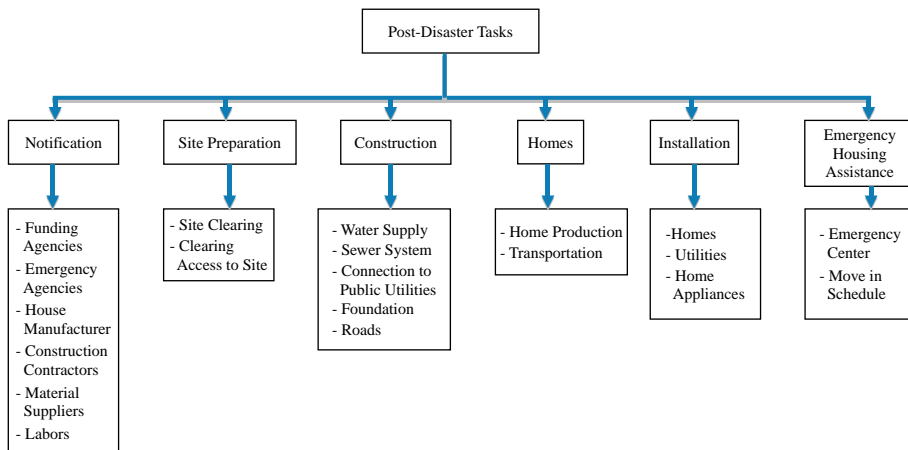 Post-Disaster Tasks
Notification
Site Preparation
Construction
Homes
Installation
Emergency
Housing
Assistance
- Funding
Agencies
- Emergency
Agencies
- House
Manufacturer
- Construction
Contractors
- Material
Suppliers
- Labors
- Site Clearing
- Clearing
Access to Site
- Water Supply
- Sewer System
- Connection to
Public Utilities
- Foundation
- Roads
- Home Production
- Transportation
-Homes
- Utilities
- Home
Appliances
- Emergency
Center
- Move in
Schedule